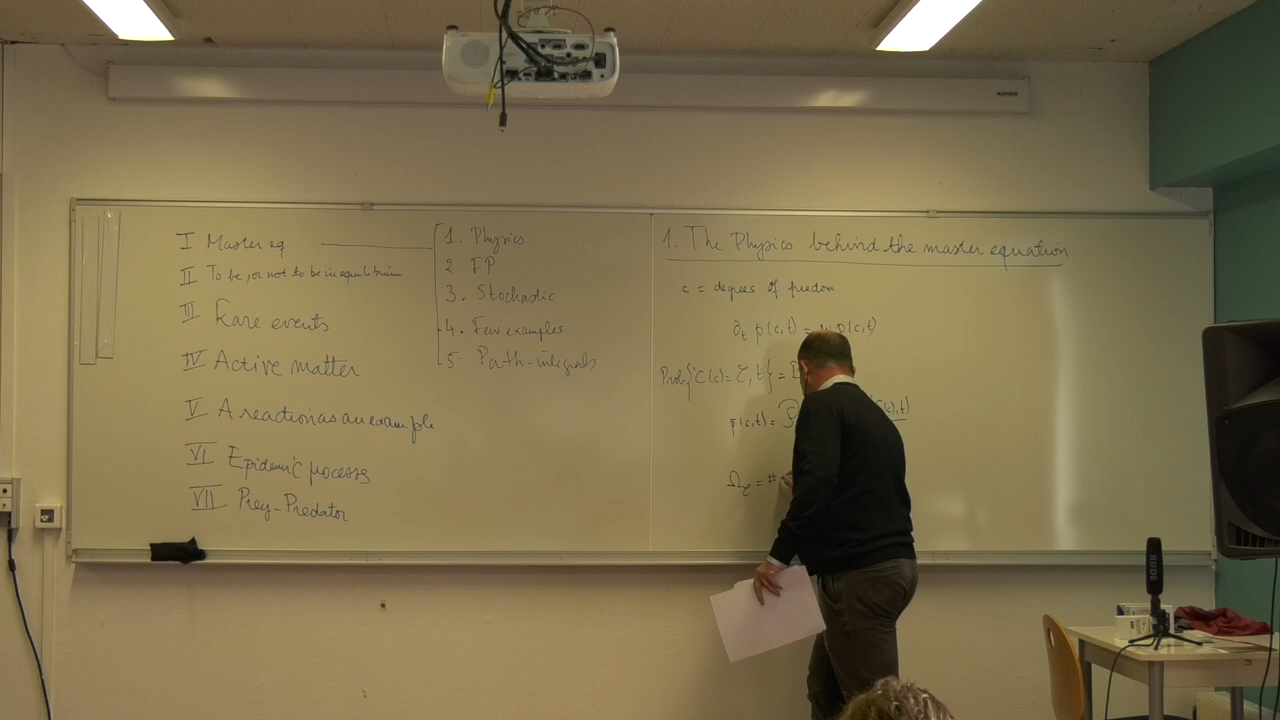 I Master eq
II To be, or not to be in equilibrium
III Rare events
IV Active matter
V A reaction as an example
VI Epidemic processes
VII Prey-Predator
1. Physics
2. FP
3. Stochastic
4. Few examples
5 Path-integrals
1. The Physics behind the master equation
c = degrees of freedom
∂t p(c,t) = W p(c,t)
Prob{C(c) = 𝒞, t} = P
p(c,t) =
(c),t)
Ω𝒞 = #
RØDE